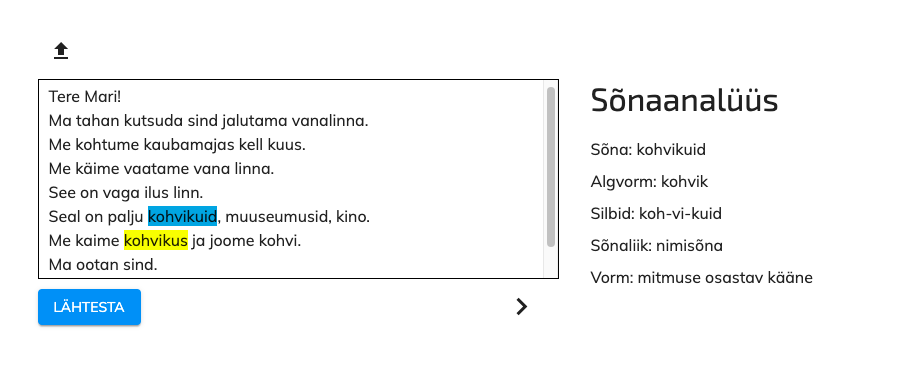 Tere Mari!
Ma tahan kutsuda sind jalutama vanalinna.
Me kohtume kaubamajas kell kuus.
Me käime vaatame vana linna.
See on vaga ilus linn.
Seal on palju kohvikuid, muuseumusid, kino.
Me kaime kohvikus ja joome kohvi.
Ma ootan sind.
LÄHTESTA
Sõnaanalüüs
Sõna: kohvikuid
Algvorm: kohvik
Silbid: koh-vi-kuid
Sõnaliik: nimisõna
Vorm: mitmuse osastav kääne